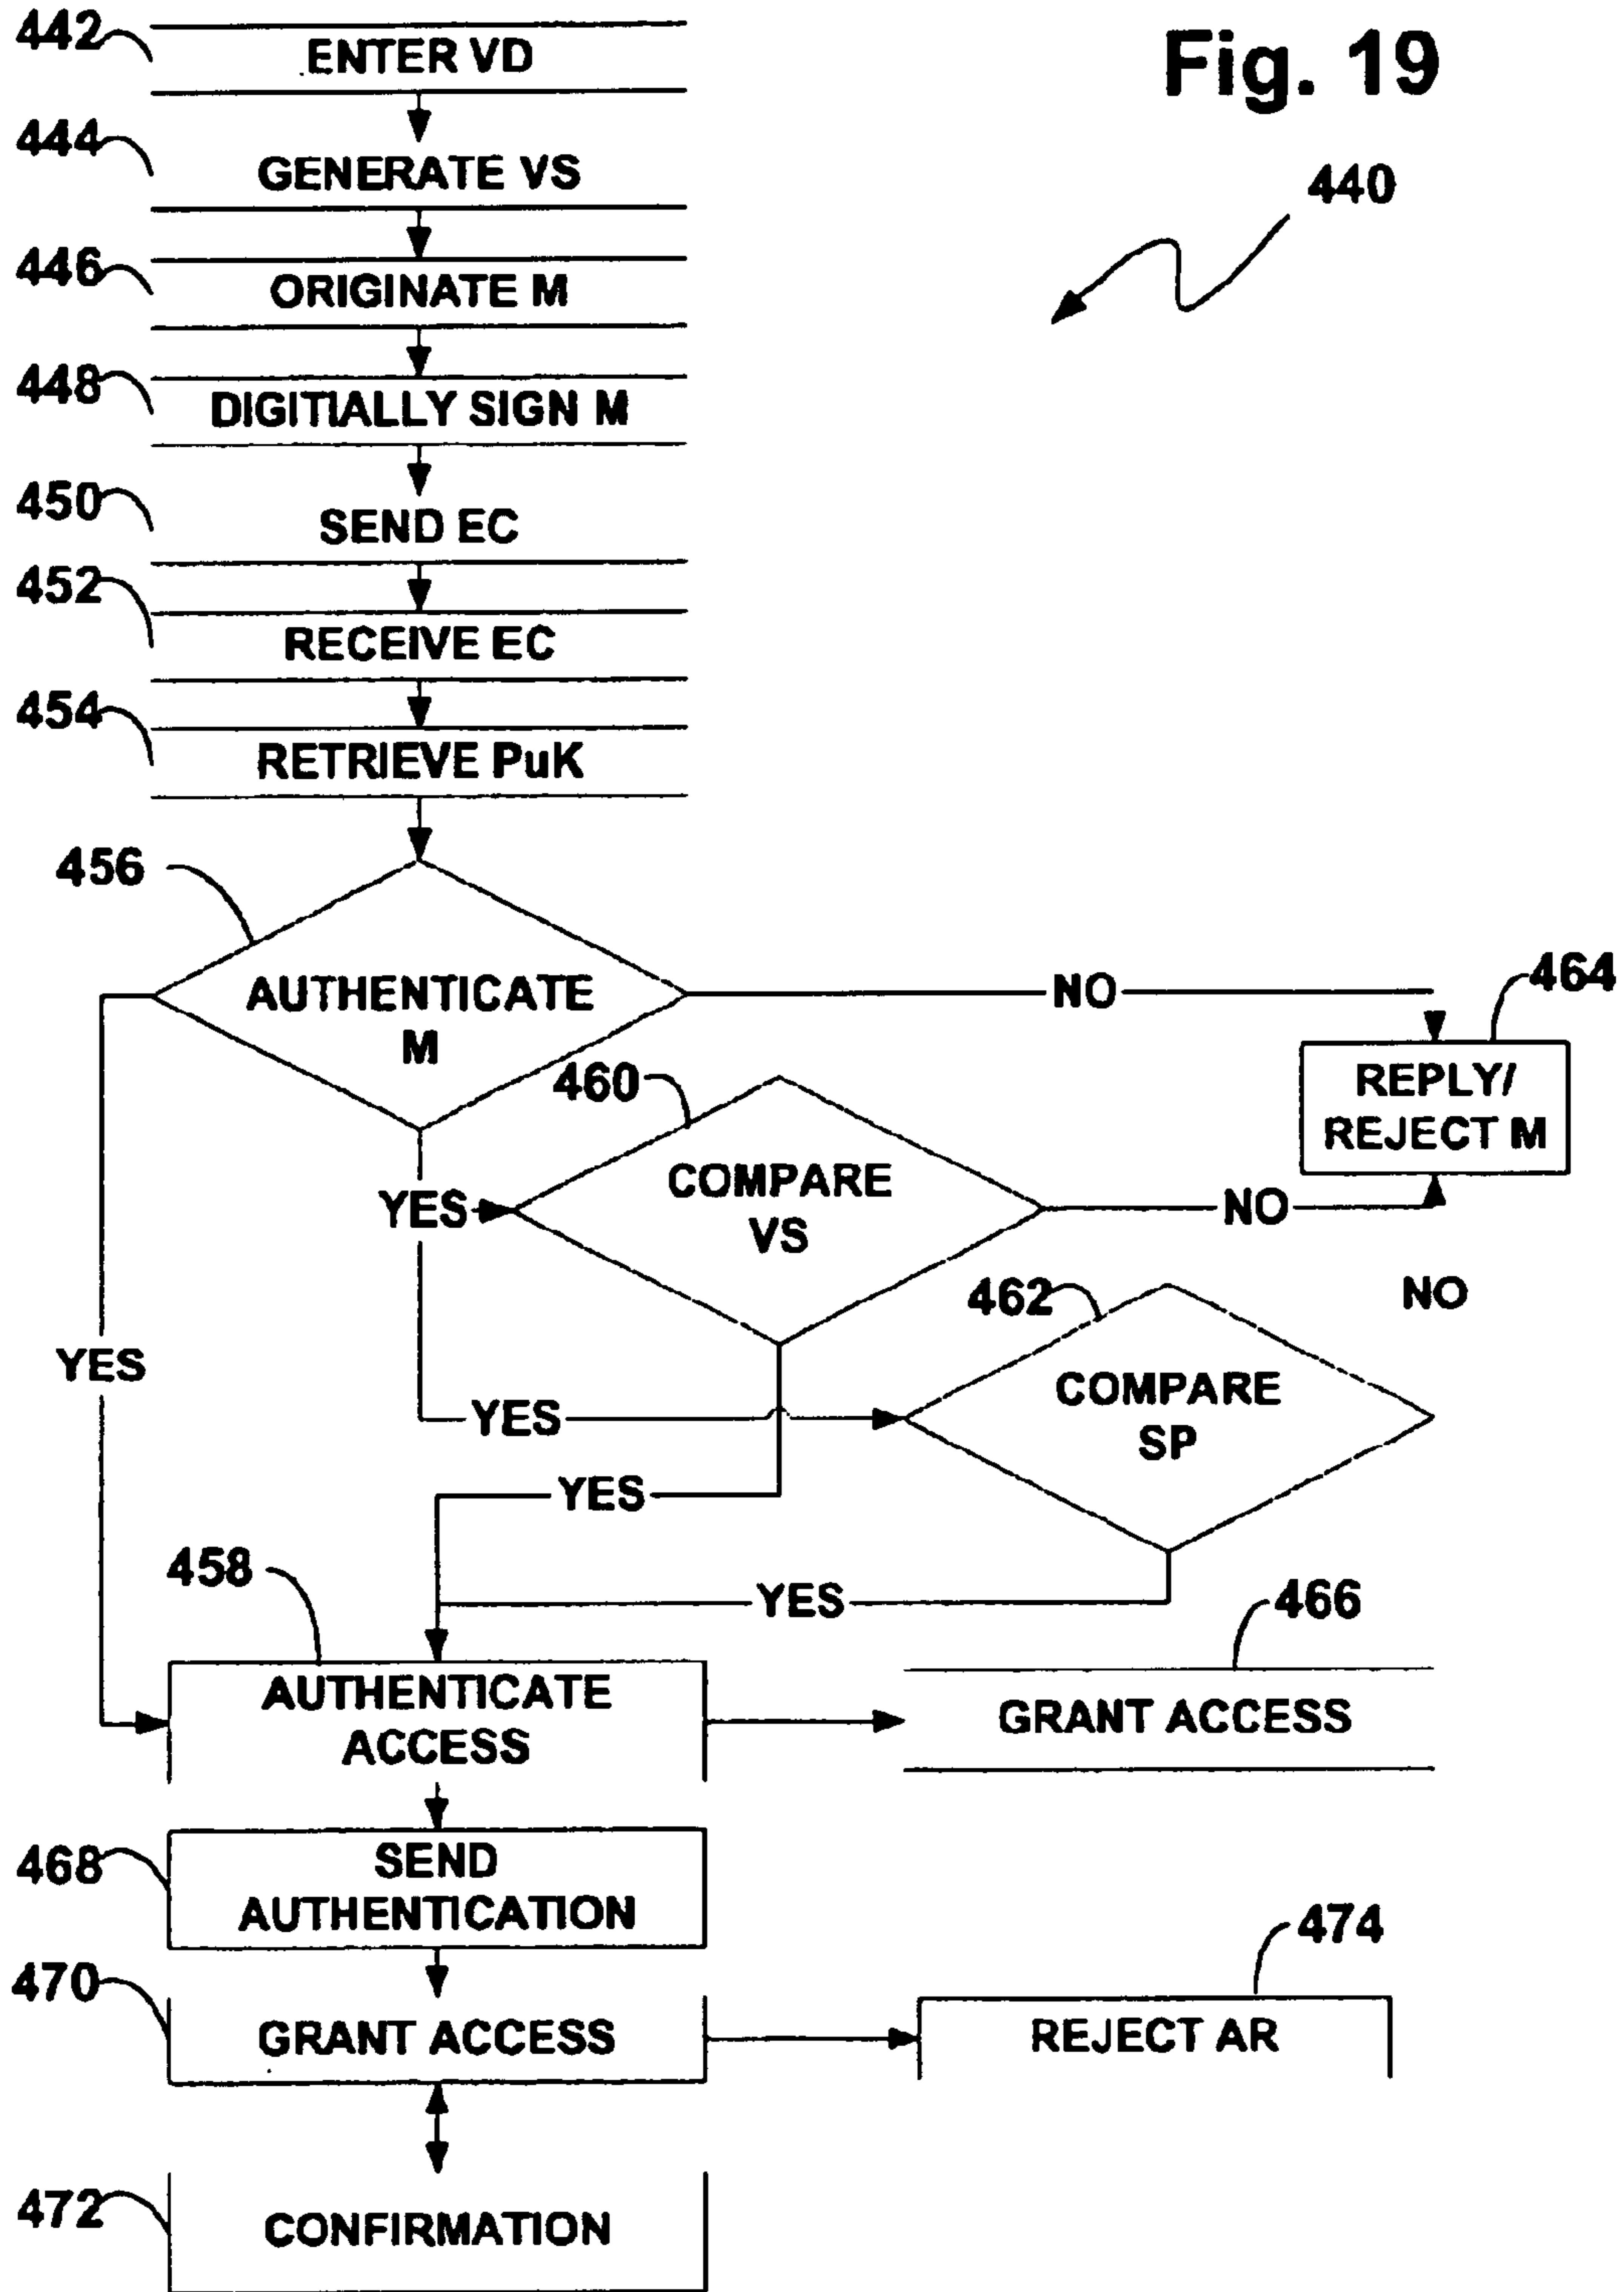 Fig. 19
440
442
ENTER VD
444
GENERATE VS
446
ORIGINATE M
448
DIGITIALLY SIGN M
450
SEND EC
452
RECEIVE EC
454
RETRIEVE PuK
456
AUTHENTICATE
M
NO
464
REPLY/
REJECT M
460
COMPARE
VS
YES
NO
462
NO
COMPARE
SP
YES
YES
YES
458
YES
466
AUTHENTICATE
ACCESS
GRANT ACCESS
468
SEND
AUTHENTICATION
474
470
GRANT ACCESS
REJECT AR
472
CONFIRMATION